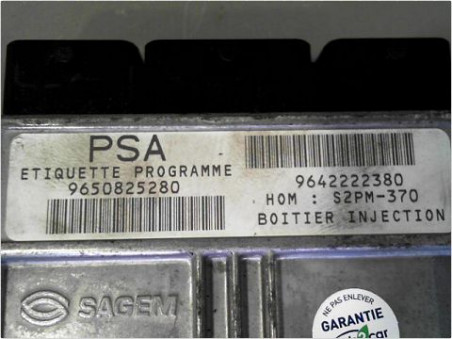 PSA
ETIQUETTE PROGRAMME
9650825280
9642222380
HOM : S2PM-370
BOITIER INJECTION
SAGEM
NE PAS ENLEVER
GARANTIE